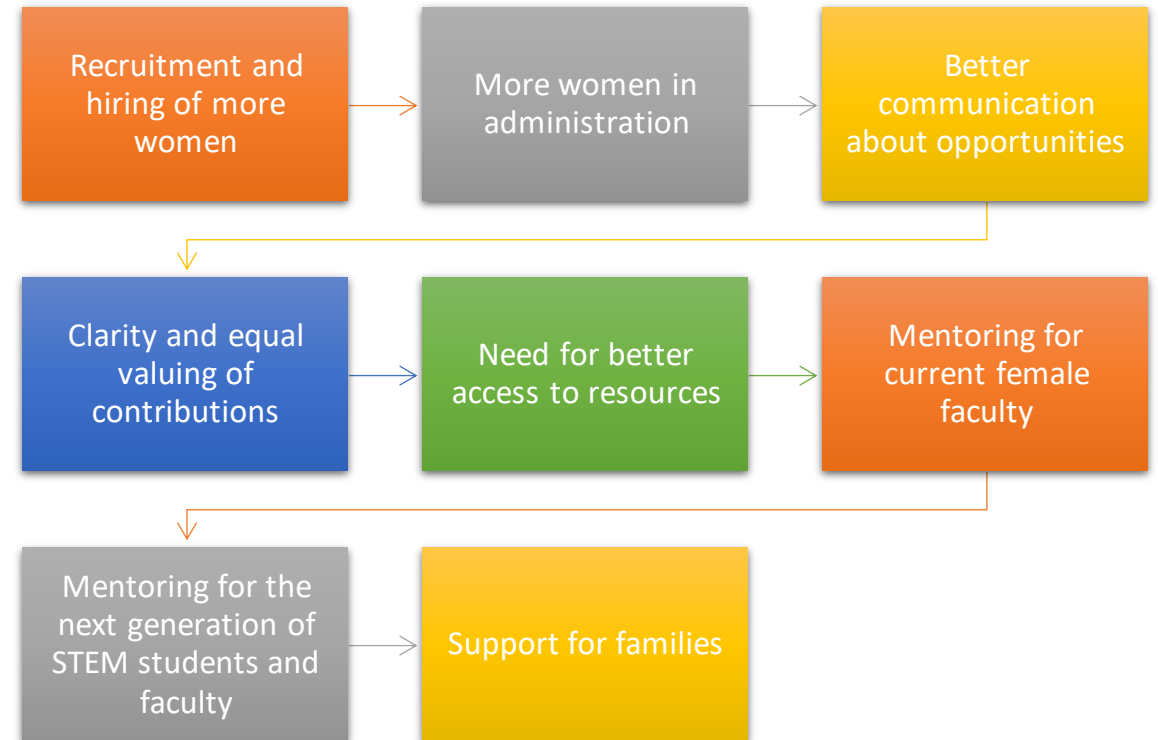 Recruitment and
hiring of more
women
More women in
administration
Better
communication
about opportunities
Clarity and equal
valuing of
contributions
Need for better
access to resources
Mentoring for
current female
faculty
Mentoring for the
next generation of
STEM students and
faculty
Support for families